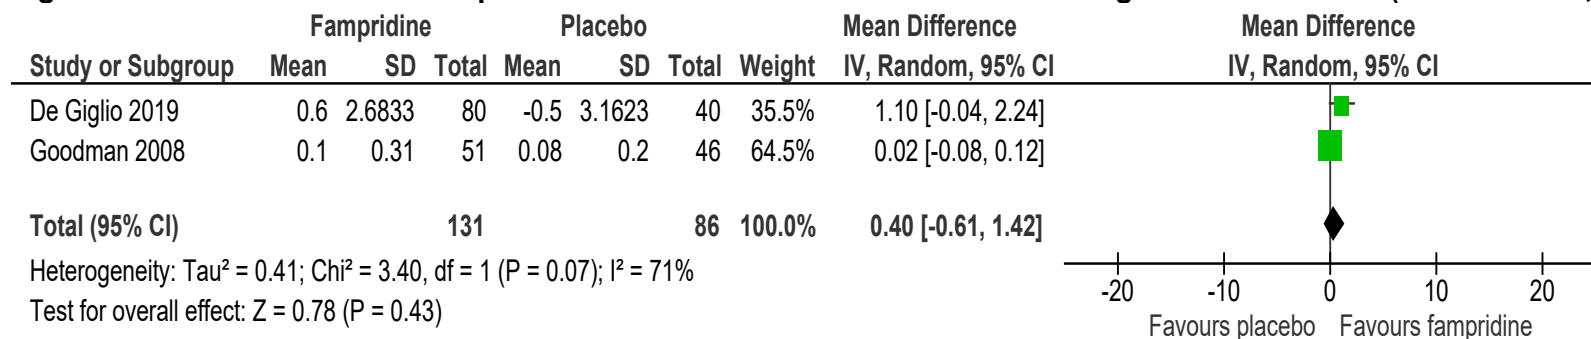 Fampridine Placebo Mean Difference Mean Difference
Study or Subgroup Mean SD Total Mean SD Total Weight IV, Random, 95% CI IV, Random, 95% CI
De Giglio 2019 0.6 2.6833 80 -0.5 3.1623 40 35.5% 1.10 [-0.04, 2.24]
Goodman 2008 0.1 0.31 51 0.08 0.2 46 64.5% 0.02 [-0.08, 0.12]
Total (95% CI) 131 86 100.0% 0.40 [-0.61, 1.42]
Heterogeneity: Tau² = 0.41; Chi² = 3.40, df = 1 (P = 0.07); I² = 71%
Test for overall effect: Z = 0.78 (P = 0.43)
-20 -10 0 10 20
Favours placebo Favours fampridine